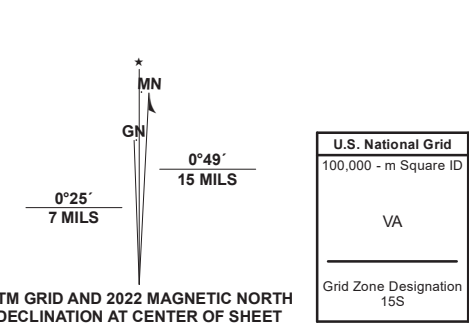 ★
MN
GN
0°49´
15 MILS
0°25´
7 MILS
TM GRID AND 2022 MAGNETIC NORTH
DECLINATION AT CENTER OF SHEET
U.S. National Grid
100,000 - m Square ID
VA
Grid Zone Designation
15S